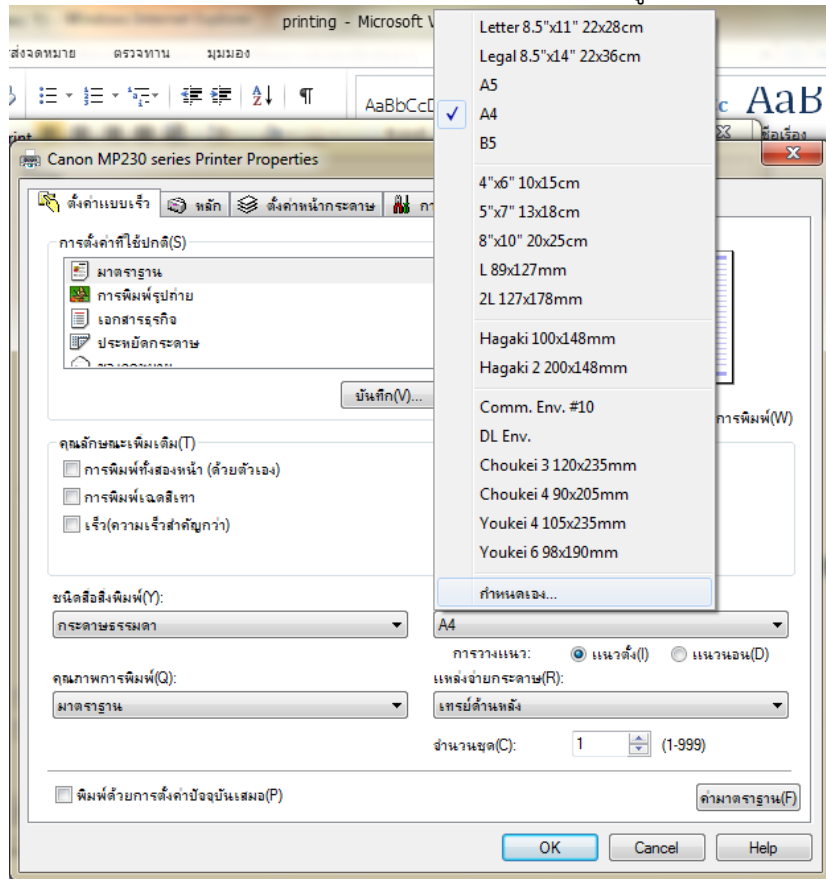 printing - Microsoft
ส่งจดหมาย ตรวจทาน มุมมอง
AaBbCcD
AaB
ชื่อเรื่อง
Canon MP230 series Printer Properties
ตั้งค่าแบบเร็ว หลัก ตั้งค่าหน้ากระดาษ
การตั้งค่าที่ใช้ปกติ(S)
มาตราฐาน
การพิมพ์รูปถ่าย
เอกสารธุรกิจ
ประหยัดกระดาษ
บันทึก(V)...
การพิมพ์(W)
คุณลักษณะเพิ่มเติม(T)
การพิมพ์ทั้งสองหน้า (ด้วยตัวเอง)
การพิมพ์เฉดสีเทา
เร็ว(ความเร็วสำคัญกว่า)
Letter 8.5"x11" 22x28cm
Legal 8.5"x14" 22x36cm
A5
A4
B5
4"x6" 10x15cm
5"x7" 13x18cm
8"x10" 20x25cm
L 89x127mm
2L 127x178mm
Hagaki 100x148mm
Hagaki 2 200x148mm
Comm. Env. #10
DL Env.
Choukei 3 120x235mm
Choukei 4 90x205mm
Youkei 4 105x235mm
Youkei 6 98x190mm
กำหนดเอง...
ชนิดสื่อสิ่งพิมพ์(Y):
กระดาษธรรมดา
A4
การวางแนว: แนวตั้ง(I) แนวนอน(D)
คุณภาพการพิมพ์(Q):
มาตราฐาน
แหล่งจ่ายกระดาษ(R):
เทรย์ด้านหลัง
จำนวนชุด(C): 1 (1-999)
พิมพ์ด้วยการตั้งค่าปัจจุบันเสมอ(P)
ค่ามาตราฐาน(F)
OK Cancel Help